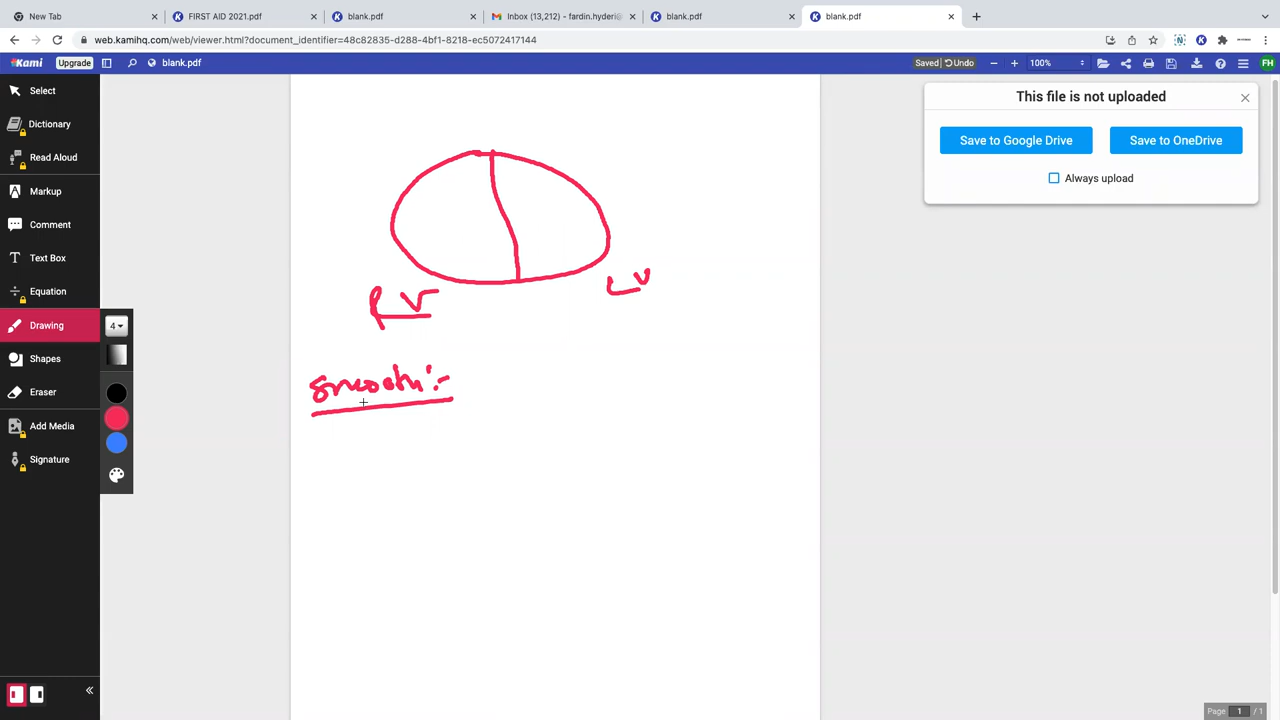 New Tab
FIRST AID 2021.pdf
blank.pdf
Inbox (13,212) - fardin.hyderi@
blank.pdf
blank.pdf
web.kamihq.com/web/viewer.html?document_identifier=48c82835-d288-4bf1-8218-ec5072417144
Kami
Upgrade
blank.pdf
Saved
Undo
100%
FH
Select
Dictionary
Read Aloud
Markup
Comment
Text Box
Equation
Drawing
Shapes
Eraser
Add Media
Signature
4
This file is not uploaded
Save to Google Drive
Save to OneDrive
Always upload
RV
LV
smooth :-
Page 1 / 1